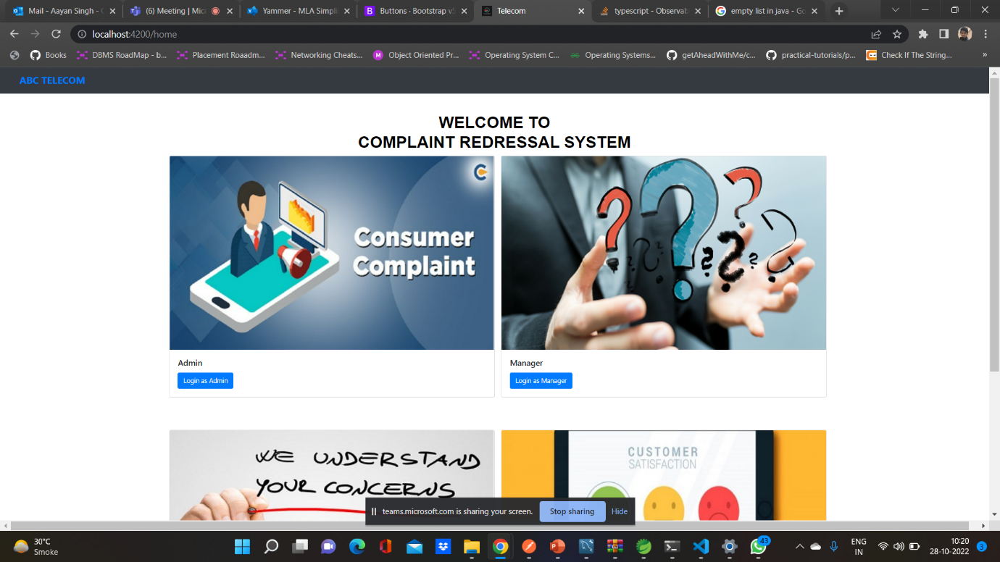 Mail - Aayan Singh - O
(6) Meeting | Micr
Yammer - MLA Simpli
Buttons · Bootstrap v5
Telecom
typescript - Observab
empty list in java - Go
localhost:4200/home
Books
DBMS RoadMap - b...
Placement Roaadm...
Networking Cheats...
Object Oriented Pr...
Operating System C...
Operating Systems...
getAheadWithMe/c...
practical-tutorials/p...
Check If The String...
»
ABC TELECOM
WELCOME TO
COMPLAINT REDRESSAL SYSTEM
Consumer
Complaint
Admin
Login as Admin
Manager
Login as Manager
WE UNDERSTAND
YOUR CONCERNS
CUSTOMER
SATISFACTION
teams.microsoft.com is sharing your screen.
Stop sharing
Hide
30°C
Smoke
43
ENG
IN
10:20
28-10-2022
3